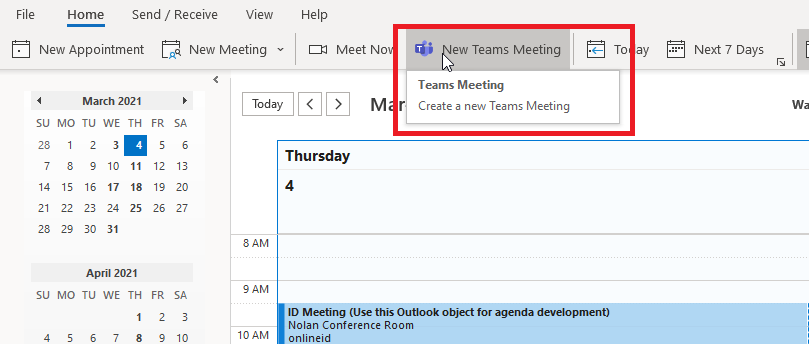 File Home Send / Receive View Help
New Appointment New Meeting Meet Now New Teams Meeting Today Next 7 Days
Teams Meeting
Create a new Teams Meeting
March 2021
SU MO TU WE TH FR SA
28 1 2 3 4 5 6
7 8 9 10 11 12 13
14 15 16 17 18 19 20
21 22 23 24 25 26 27
28 29 30 31
April 2021
SU MO TU WE TH FR SA
1 2 3
4 5 6 7 8 9 10
Today Mar Wa
Thursday
4
8 AM
9 AM
10 AM
ID Meeting (Use this Outlook object for agenda development)
Nolan Conference Room
onlineid